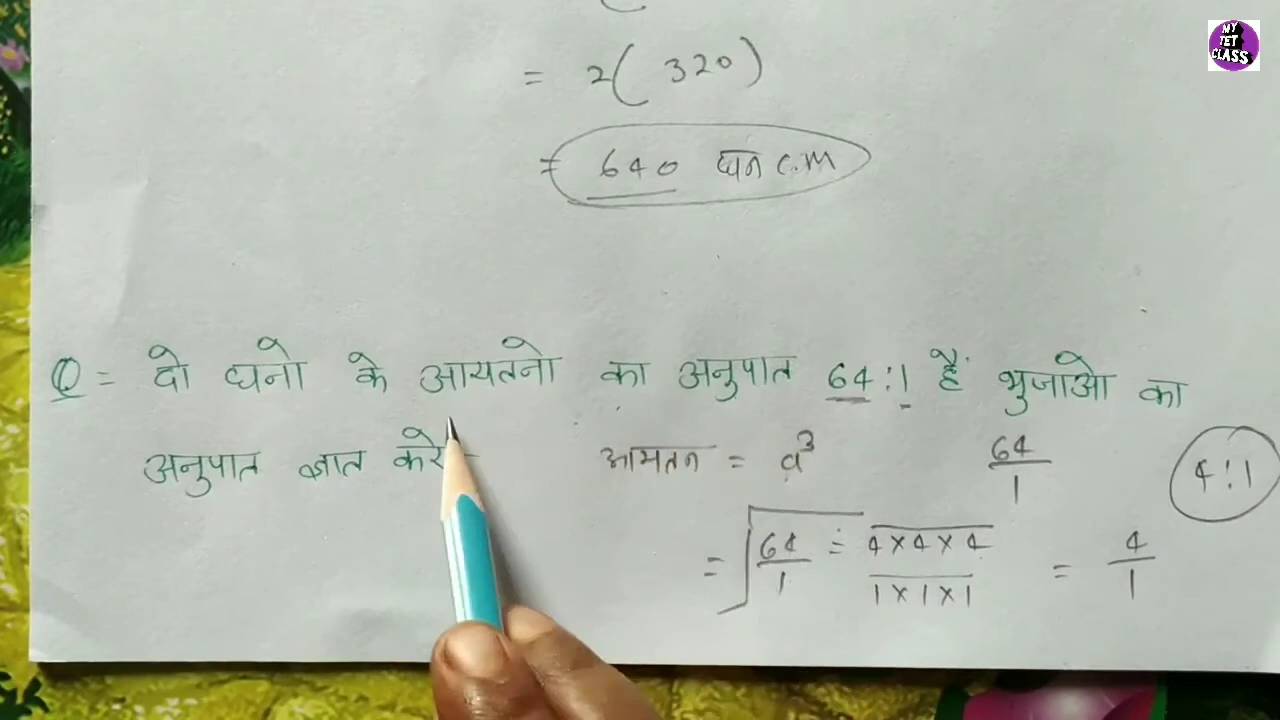 MY
TET
CLASS
= 2( 320)
= 640 घन C.M
Q = दो घनो के आयतनो का अनुपात 64:1 हैं भुजाओ का
अनुपात ज्ञात करे-
आयतन = a³
64/1
4:1
= √64/1 = 4×4×4/1×1×1 = 4/1